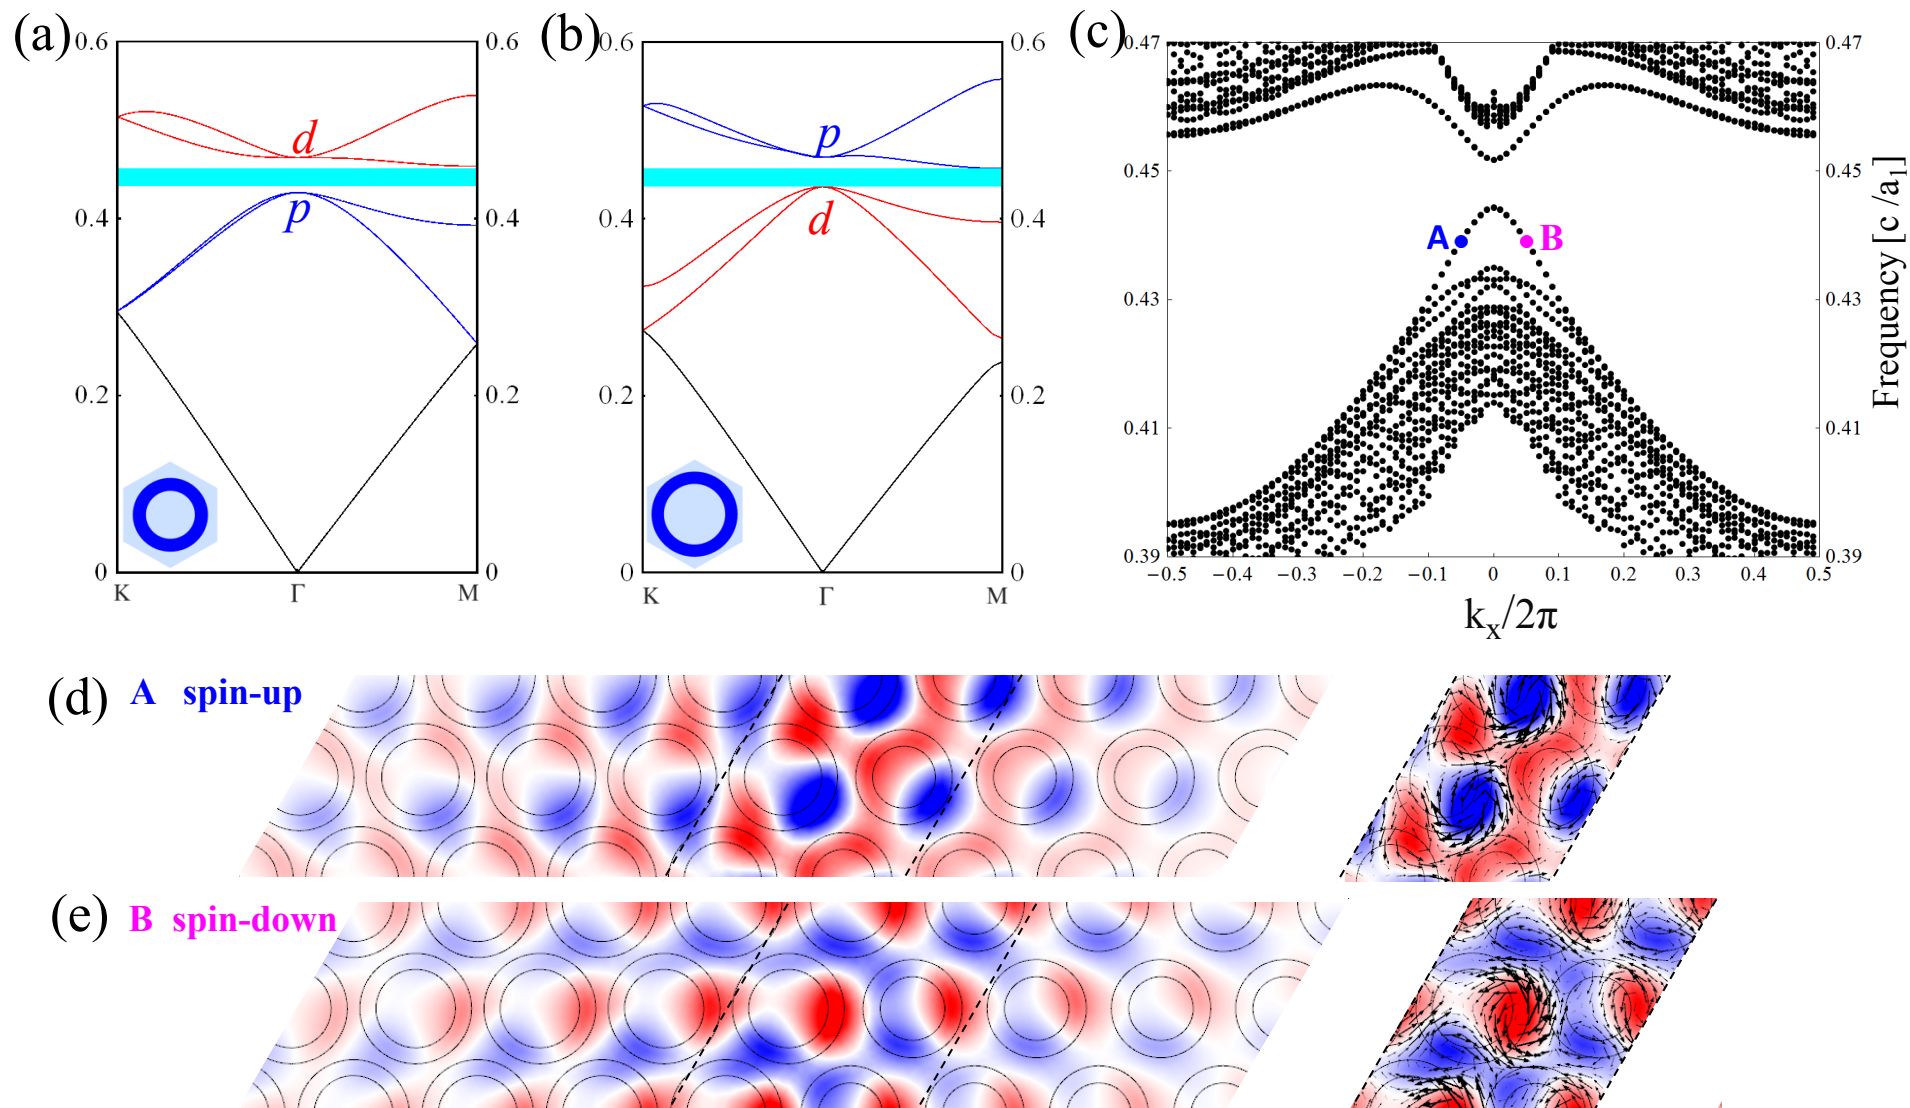 (a)
0.6
0.4
0.2
0
K
Γ
M
0.6
0.4
0.2
0
d
p
(b)
0.6
0.4
0.2
0
K
Γ
M
0.6
0.4
0.2
0
p
d
(c)
0.47
0.45
0.43
0.41
0.39
−0.5 −0.4 −0.3 −0.2 −0.1 0 0.1 0.2 0.3 0.4 0.5
kx/2π
0.47
0.45
0.43
0.41
0.39
Frequency [c /a1]
A
B
(d) A spin-up
(e) B spin-down